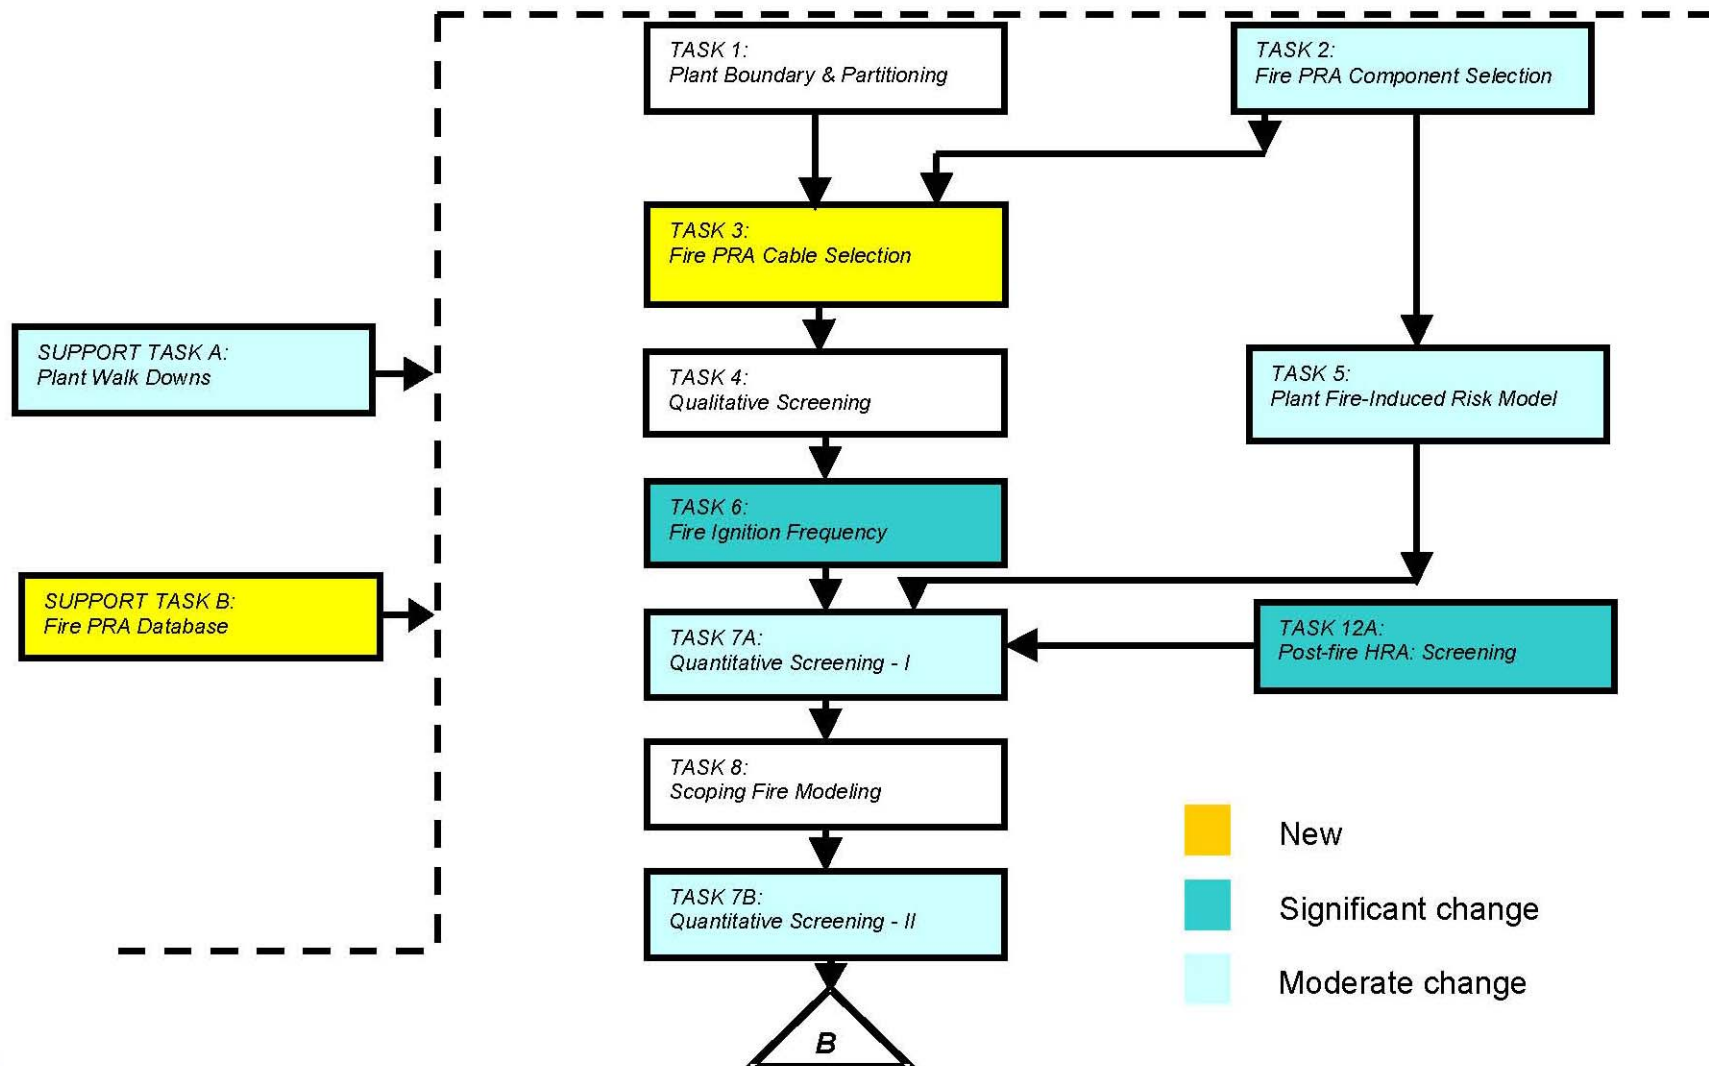 TASK 1:
Plant Boundary & Partitioning
TASK 2:
Fire PRA Component Selection
TASK 3:
Fire PRA Cable Selection
SUPPORT TASK A:
Plant Walk Downs
TASK 4:
Qualitative Screening
TASK 5:
Plant Fire-Induced Risk Model
TASK 6:
Fire Ignition Frequency
SUPPORT TASK B:
Fire PRA Database
TASK 7A:
Quantitative Screening - I
TASK 12A:
Post-fire HRA: Screening
TASK 8:
Scoping Fire Modeling
TASK 7B:
Quantitative Screening - II
New
Significant change
Moderate change
B